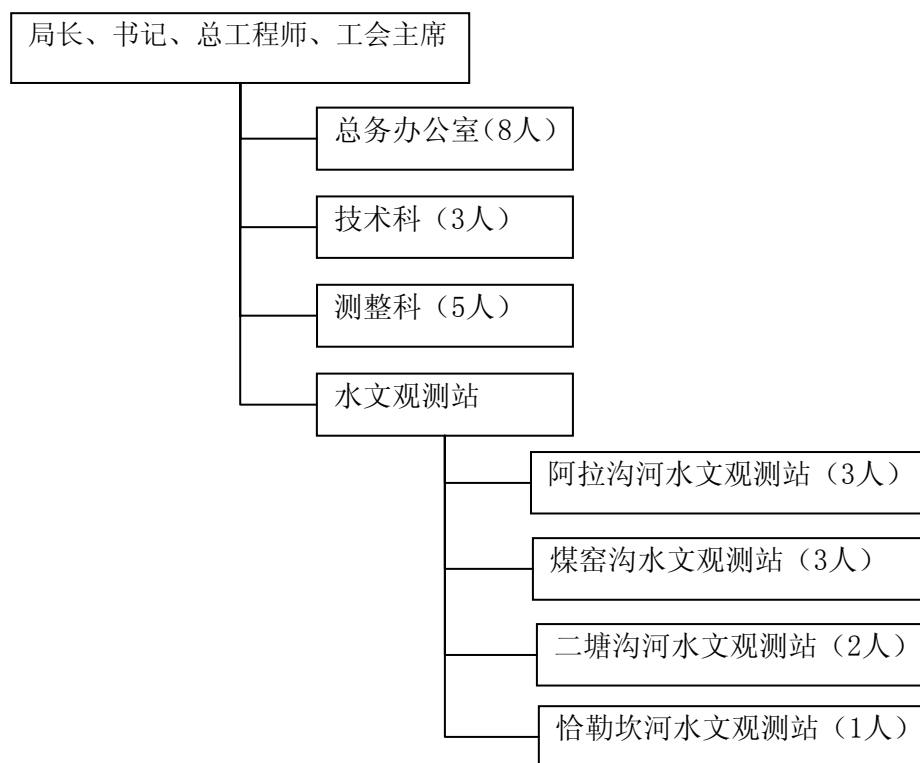 局长、书记、总工程师、工会主席
总务办公室(8人）
技术科（3人）
测整科（5人）
水文观测站
阿拉沟河水文观测站（3人）
煤窑沟水文观测站（3人）
二塘沟河水文观测站（2人）
恰勒坎河水文观测站（1人）